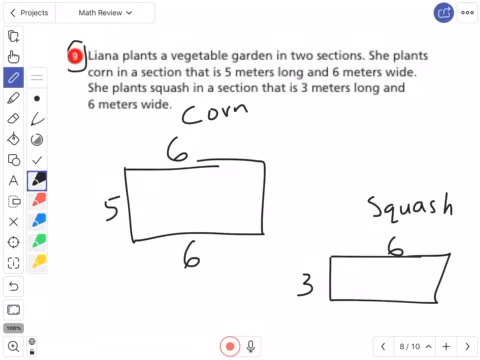 Projects
Math Review
9 Liana plants a vegetable garden in two sections. She plants
corn in a section that is 5 meters long and 6 meters wide.
She plants squash in a section that is 3 meters long and
6 meters wide.
Corn
6
5
6
Squash
6
3
A
100%
8 / 10